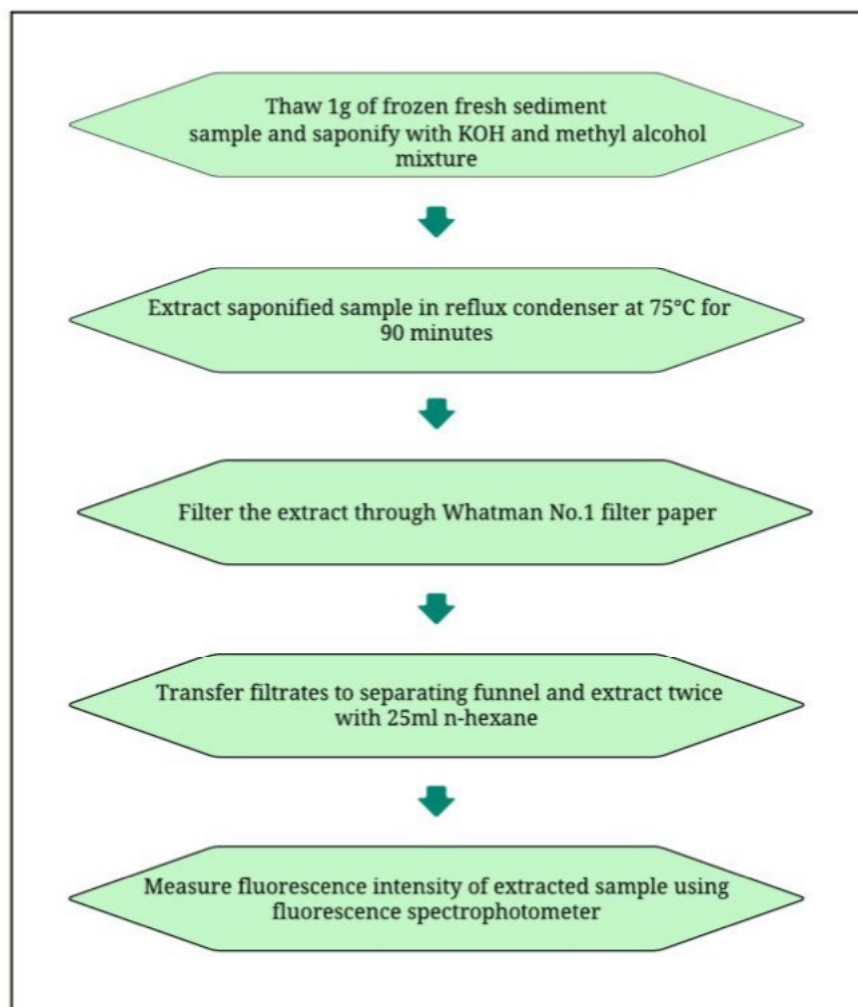 Thaw 1g of frozen fresh sediment
sample and saponify with KOH and methyl alcohol
mixture
Extract saponified sample in reflux condenser at 75°C for
90 minutes
Filter the extract through Whatman No.1 filter paper
Transfer filtrates to separating funnel and extract twice
with 25ml n-hexane
Measure fluorescence intensity of extracted sample using
fluorescence spectrophotometer